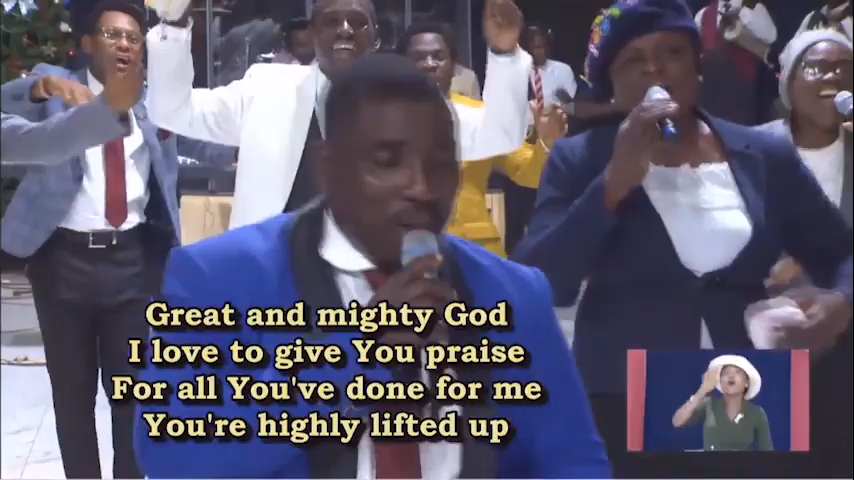 Great and mighty God
I love to give You praise
For all You've done for me
You're highly lifted up